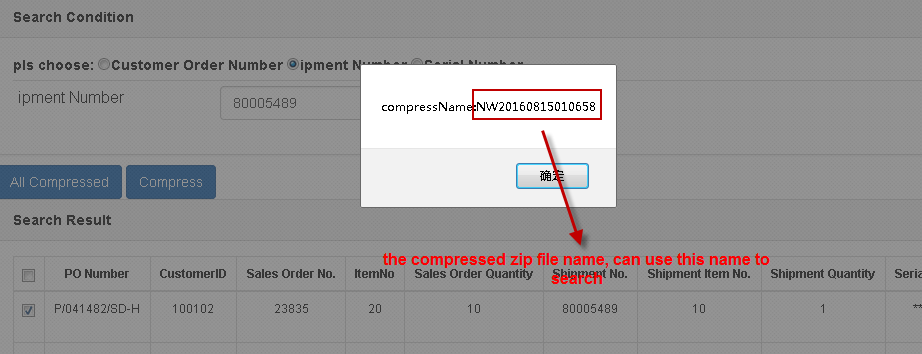 Search Condition
pls choose: Customer Order Number ipment Number Serial Number
ipment Number
80005489
compressName:NW20160815010658
确定
All Compressed
Compress
Search Result
the compressed zip file name, can use this name to
search
PO Number CustomerID Sales Order No. ItemNo Sales Order Quantity Shipment No. Shipment Item No. Shipment Quantity Seria
P/041482/SD-H 100102 23835 20 10 80005489 10 1 **